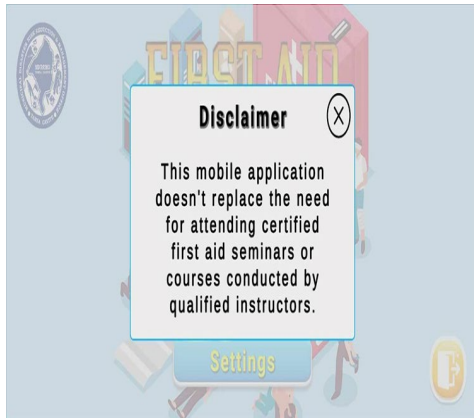 FIRST AID
Disclaimer
This mobile application
doesn't replace the need
for attending certified
first aid seminars or
courses conducted by
qualified instructors.
Settings